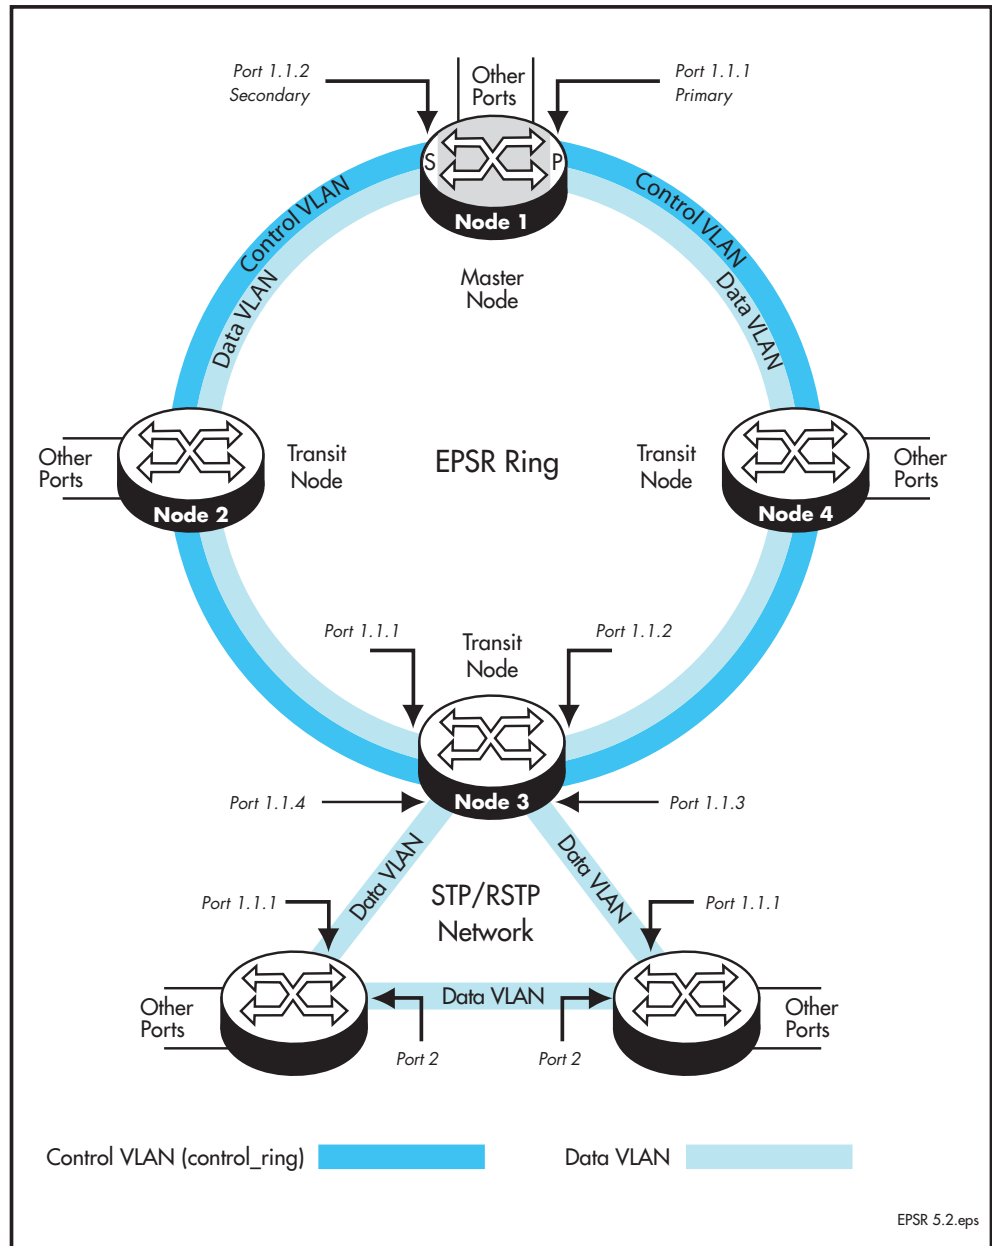 Port 1.1.2
Secondary
Other
Ports
Port 1.1.1
Primary
S
P
Node 1
Control VLAN
Data VLAN
Control VLAN
Data VLAN
Master
Node
Other
Ports
Node 2
Transit
Node
EPSR Ring
Transit
Node
Node 4
Other
Ports
Port 1.1.1
Transit
Node
Port 1.1.2
Node 3
Port 1.1.4
Port 1.1.3
Data VLAN
Data VLAN
STP/RSTP
Network
Port 1.1.1
Port 1.1.1
Other
Ports
Data VLAN
Other
Ports
Port 2
Port 2
Control VLAN (control_ring)
Data VLAN
EPSR 5.2.eps